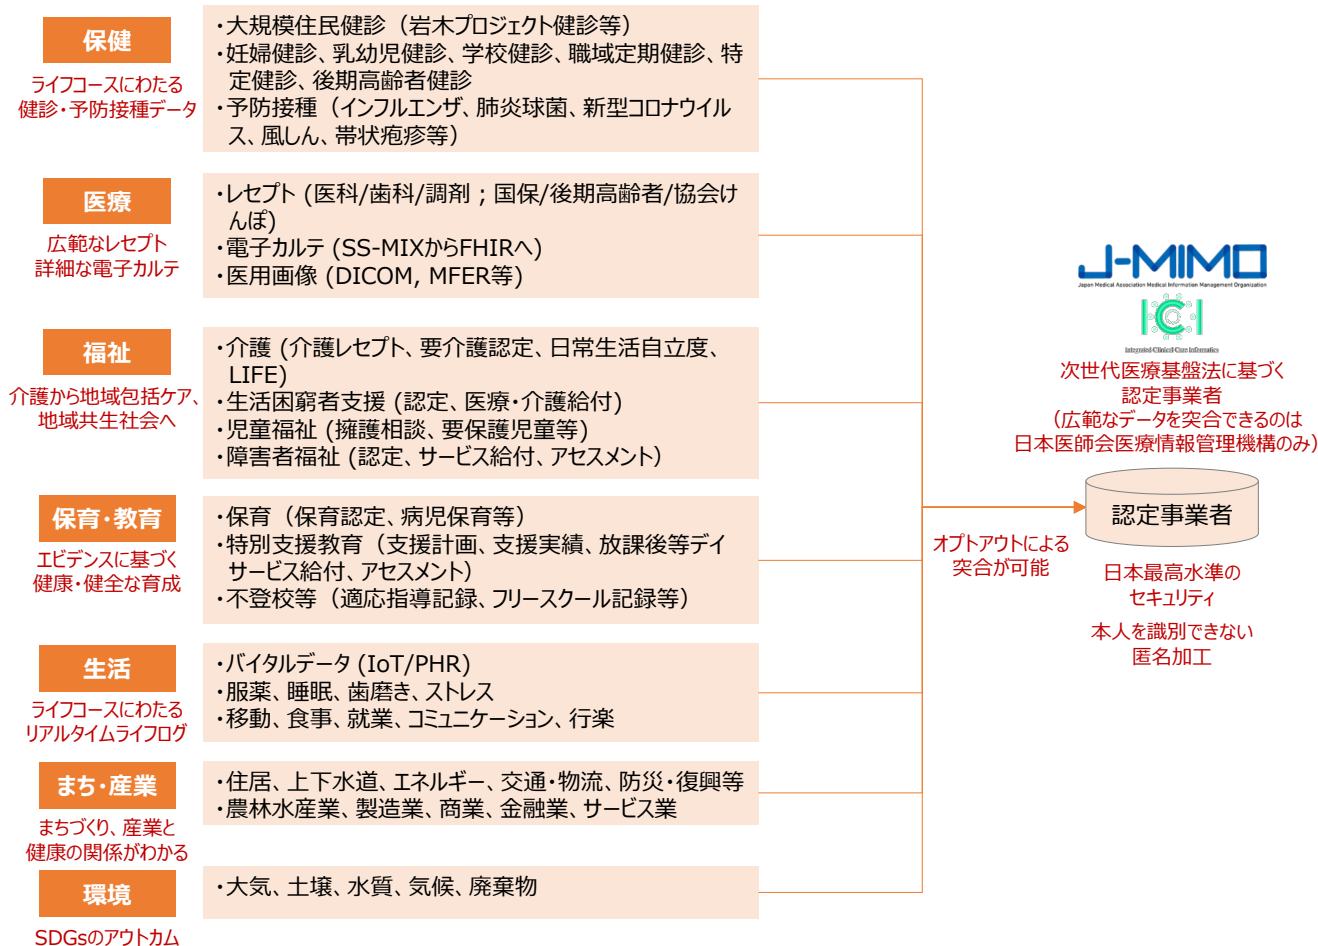 保健
ライフコースにわたる
健診・予防接種データ
・大規模住民健診（岩木プロジェクト健診等）
・妊婦健診、乳幼児健診、学校健診、職域定期健診、特
定健診、後期高齢者健診
・予防接種（インフルエンザ、肺炎球菌、新型コロナウイル
ス、風しん、帯状疱疹等）
医療
広範なレセプト
詳細な電子カルテ
・レセプト (医科/歯科/調剤；国保/後期高齢者/協会け
んぽ)
・電子カルテ (SS-MIXからFHIRへ)
・医用画像 (DICOM, MFER等)
福祉
介護から地域包括ケア、
地域共生社会へ
・介護 (介護レセプト、要介護認定、日常生活自立度、
LIFE)
・生活困窮者支援 (認定、医療・介護給付)
・児童福祉 (擁護相談、要保護児童等)
・障害者福祉 (認定、サービス給付、アセスメント）
保育・教育
エビデンスに基づく
健康・健全な育成
・保育（保育認定、病児保育等）
・特別支援教育（支援計画、支援実績、放課後等デイ
サービス給付、アセスメント）
・不登校等（適応指導記録、フリースクール記録等）
生活
ライフコースにわたる
リアルタイムライフログ
・バイタルデータ (IoT/PHR)
・服薬、睡眠、歯磨き、ストレス
・移動、食事、就業、コミュニケーション、行楽
まち・産業
まちづくり、産業と
健康の関係がわかる
・住居、上下水道、エネルギー、交通・物流、防災・復興等
・農林水産業、製造業、商業、金融業、サービス業
環境
SDGsのアウトカム
・大気、土壌、水質、気候、廃棄物
オプトアウトによる
突合が可能
J-MIMO
Japan Medical Association Medical Information Management Organization
ICI
Integrated Clinical Care Informatics
次世代医療基盤法に基づく
認定事業者
（広範なデータを突合できるのは
日本医師会医療情報管理機構のみ）
認定事業者
日本最高水準の
セキュリティ
本人を識別できない
匿名加工